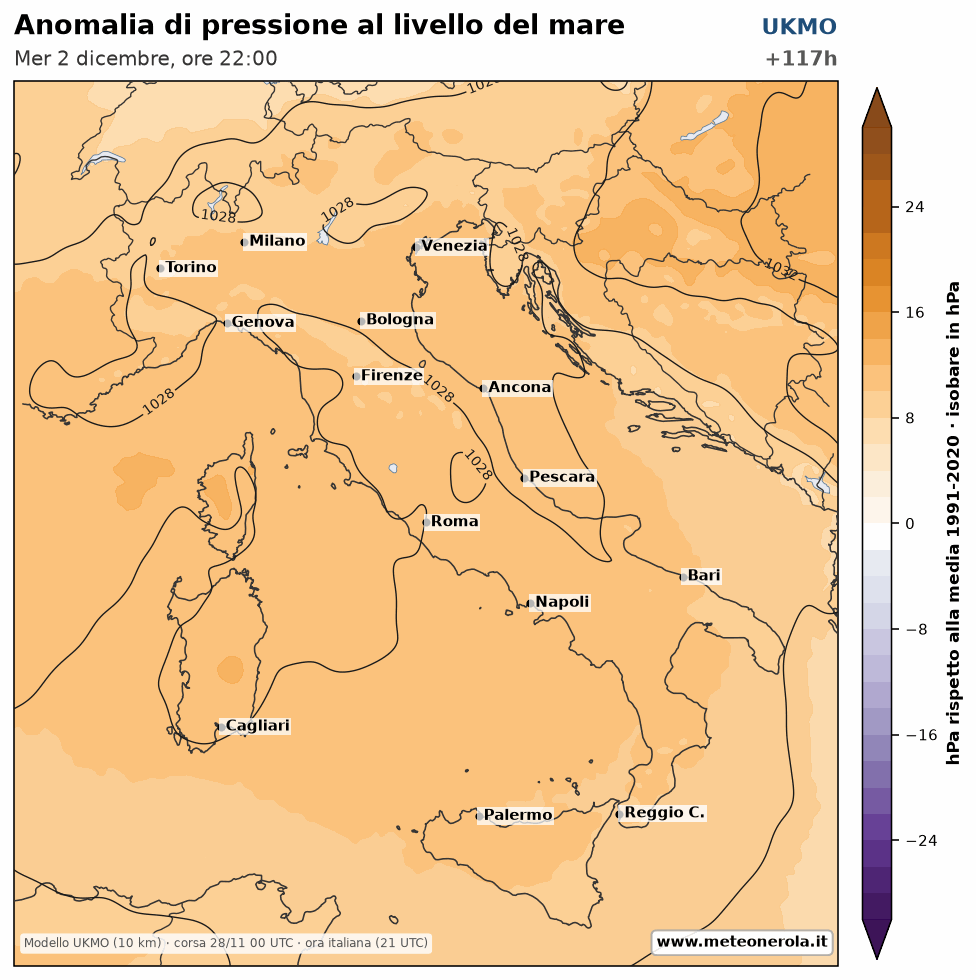 Anomalia di pressione al livello del mare
UKMO
Mer 2 dicembre, ore 22:00
+117h
1028
1028
1028
1028
1032
Milano
Venezia
Torino
Genova
Bologna
Firenze
1028
Ancona
1028
1028
Pescara
Roma
Bari
Napoli
Cagliari
Palermo
Reggio C.
24
16
8
0
−8
−16
−24
hPa rispetto alla media 1991-2020 · isobare in hPa
Modello UKMO (10 km) · corsa 28/11 00 UTC · ora italiana (21 UTC)
www.meteonerola.it